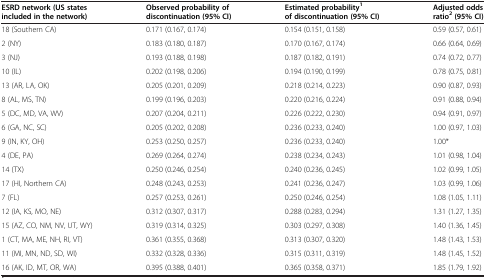 ESRD network (US states included in the network) Observed probability of discontinuation (95% CI) Estimated probability1 of discontinuation (95% CI) Adjusted odds ratio2 (95% CI)
18 (Southern CA) 0.171 (0.167, 0.174) 0.154 (0.151, 0.158) 0.59 (0.57, 0.61)
2 (NY) 0.183 (0.180, 0.187) 0.170 (0.167, 0.174) 0.66 (0.64, 0.69)
3 (NJ) 0.193 (0.188, 0.198) 0.187 (0.182, 0.191) 0.74 (0.72, 0.77)
10 (IL) 0.202 (0.198, 0.206) 0.194 (0.190, 0.199) 0.78 (0.75, 0.81)
13 (AR, LA, OK) 0.205 (0.201, 0.209) 0.218 (0.214, 0.223) 0.90 (0.87, 0.93)
8 (AL, MS, TN) 0.199 (0.196, 0.203) 0.220 (0.216, 0.224) 0.91 (0.88, 0.94)
5 (DC, MD, VA, WV) 0.207 (0.204, 0.211) 0.226 (0.222, 0.230) 0.94 (0.91, 0.97)
6 (GA, NC, SC) 0.205 (0.202, 0.208) 0.236 (0.233, 0.240) 1.00 (0.97, 1.03)
9 (IN, KY, OH) 0.253 (0.250, 0.257) 0.236 (0.233, 0.240) 1.00*
4 (DE, PA) 0.269 (0.264, 0.274) 0.238 (0.234, 0.243) 1.01 (0.98, 1.04)
14 (TX) 0.250 (0.246, 0.254) 0.240 (0.236, 0.245) 1.02 (0.99, 1.05)
17 (HI, Northern CA) 0.248 (0.243, 0.253) 0.241 (0.236, 0.247) 1.03 (0.99, 1.06)
7 (FL) 0.257 (0.253, 0.261) 0.250 (0.246, 0.254) 1.08 (1.05, 1.11)
12 (IA, KS, MO, NE) 0.312 (0.307, 0.317) 0.288 (0.283, 0.294) 1.31 (1.27, 1.35)
15 (AZ, CO, NM, NV, UT, WY) 0.319 (0.314, 0.325) 0.303 (0.297, 0.308) 1.40 (1.36, 1.45)
1 (CT, MA, ME, NH, RI, VT) 0.361 (0.355, 0.368) 0.313 (0.307, 0.320) 1.48 (1.43, 1.53)
11 (MI, MN, ND, SD, WI) 0.332 (0.328, 0.336) 0.315 (0.311, 0.319) 1.48 (1.45, 1.52)
16 (AK, ID, MT, OR, WA) 0.395 (0.388, 0.401) 0.365 (0.358, 0.371) 1.85 (1.79, 1.92)